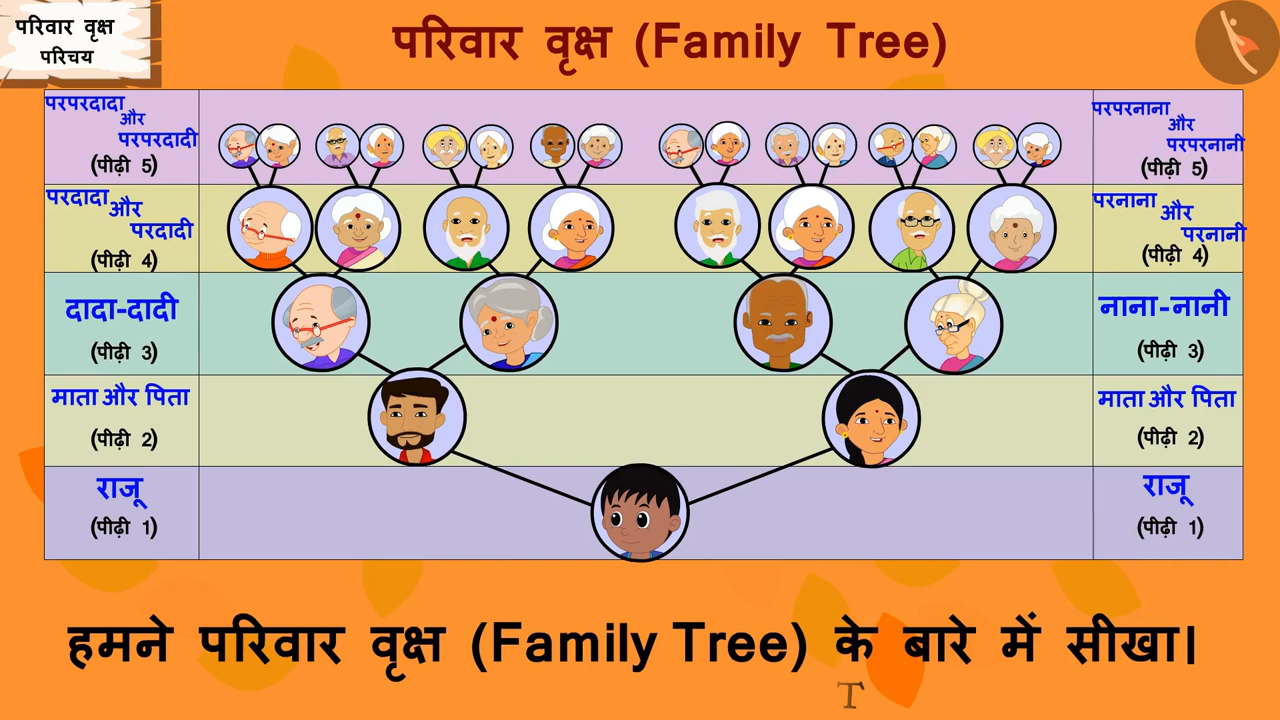 परिवार वृक्ष
परिचय
परिवार वृक्ष (Family Tree)
परपरदादा
और
परपरदादी
(पीढ़ी 5)
परपरनाना
और
परपरनानी
(पीढ़ी 5)
परदादा
और
परदादी
(पीढ़ी 4)
परनाना
और
परनानी
(पीढ़ी 4)
दादा-दादी
(पीढ़ी 3)
नाना-नानी
(पीढ़ी 3)
माता और पिता
(पीढ़ी 2)
माता और पिता
(पीढ़ी 2)
राजू
(पीढ़ी 1)
राजू
(पीढ़ी 1)
हमने परिवार वृक्ष (Family Tree) के बारे में सीखा।
T